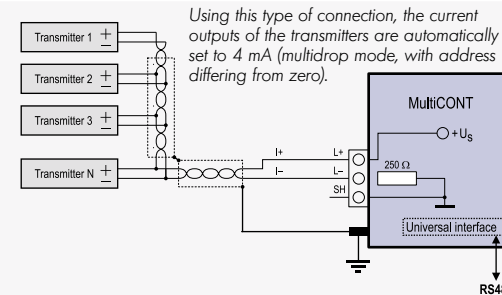 Using this type of connection, the current
outputs of the transmitters are automatically
set to 4 mA (multidrop mode, with address
differing from zero).
Transmitter 1 + –
Transmitter 2 + –
Transmitter 3 + –
Transmitter N + –
MultiCONT
+US
I+ L+
250 Ω
I– L–
SH
Universal interface